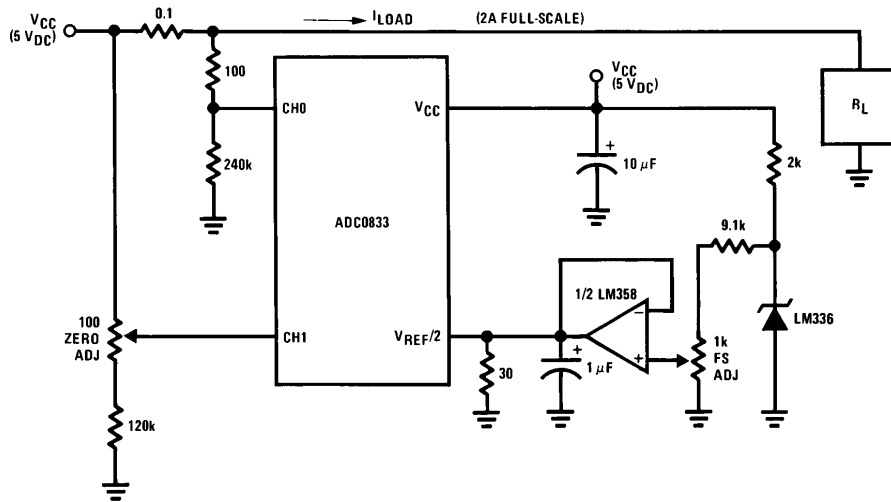 0.1
VCC
(5 VDC)
ILOAD
(2A FULL-SCALE)
100
CH0
240k
ADC0833
VCC
VCC
(5 VDC)
+
10 µF
RL
2k
9.1k
LM336
1/2 LM358
–
+
1k
FS
ADJ
VREF/2
+
1 µF
30
CH1
100
ZERO
ADJ
120k